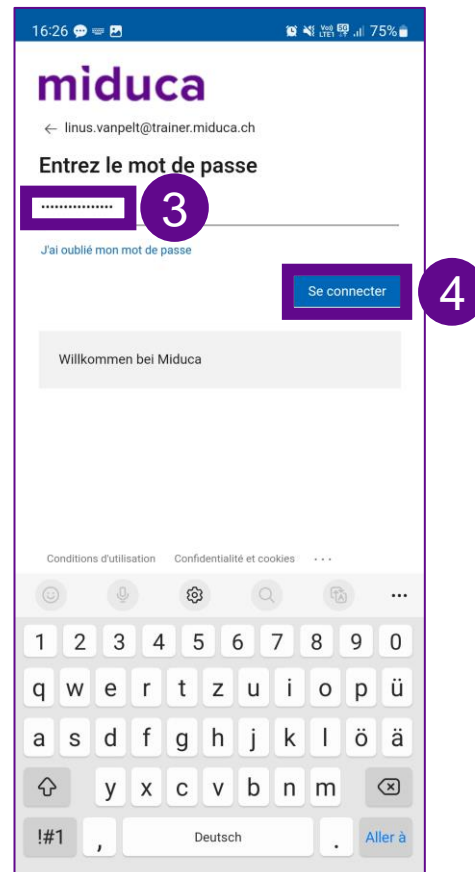 16:26 75%
miduca
← linus.vanpelt@trainer.miduca.ch
Entrez le mot de passe
................ 3
J'ai oublié mon mot de passe
Se connecter 4
Willkommen bei Miduca
Conditions d'utilisation Confidentialité et cookies ...
1 2 3 4 5 6 7 8 9 0
q w e r t z u i o p ü
a s d f g h j k l ö ä
y x c v b n m
!#1 , Deutsch . Aller à